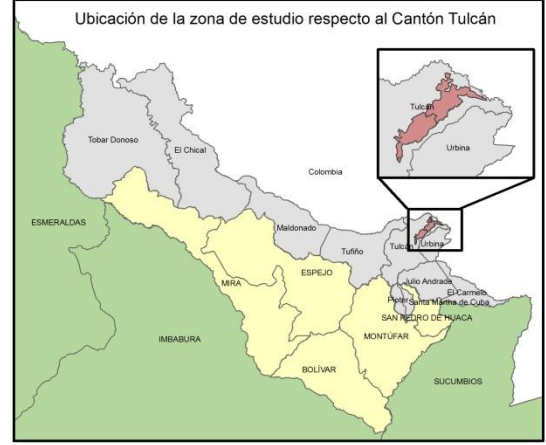 Ubicación de la zona de estudio respecto al Cantón Tulcán
Tulcán
Urbina
Tobar Donoso
El Chical
Colombia
ESMERALDAS
Maldonado
Tufiño
Tulcán
Urbina
MIRA
ESPEJO
Julio Andrade
El Carmelo
Pioter
Santa Martha de Cuba
SAN PEDRO DE HUACA
MONTÚFAR
IMBABURA
BOLÍVAR
SUCUMBIOS